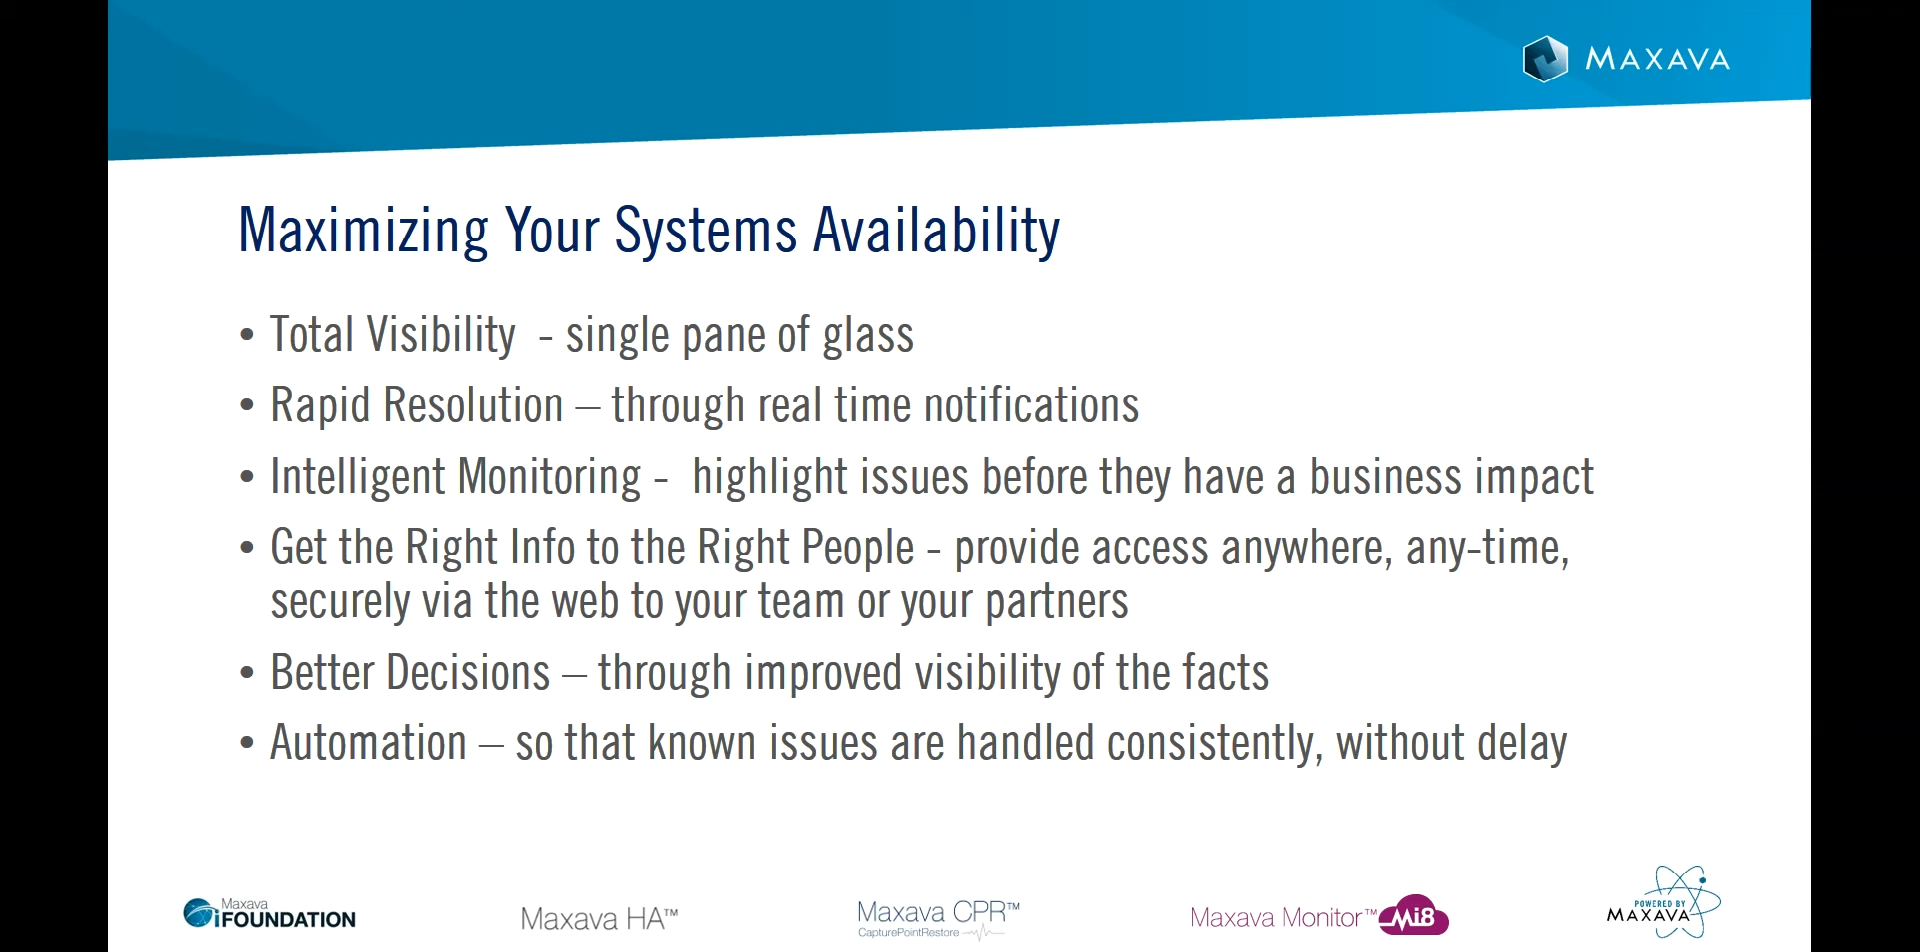 MAXAVA
Maximizing Your Systems Availability
• Total Visibility  - single pane of glass
• Rapid Resolution – through real time notifications
• Intelligent Monitoring -  highlight issues before they have a business impact
• Get the Right Info to the Right People - provide access anywhere, any-time,
securely via the web to your team or your partners
• Better Decisions – through improved visibility of the facts
• Automation – so that known issues are handled consistently, without delay
Maxava
iFOUNDATION
Maxava HA™
Maxava CPR™
CapturePointRestore
Maxava Monitor™ Mi8
POWERED BY
MAXAVA